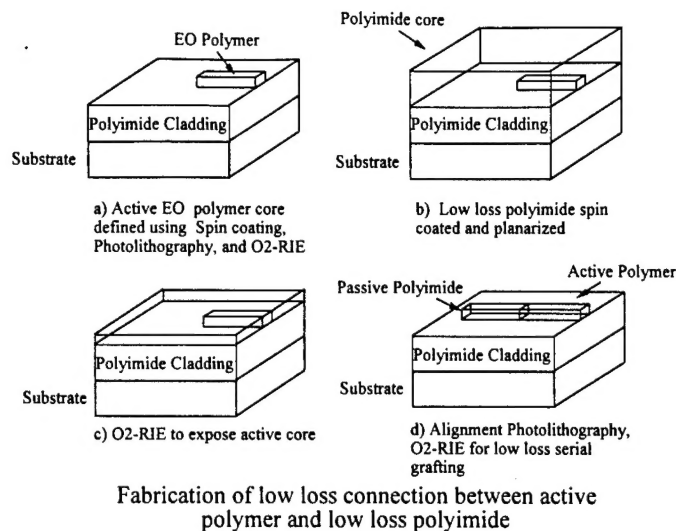 EO Polymer
Polyimide Cladding
Substrate
a) Active EO polymer core
defined using Spin coating,
Photolithography, and O2-RIE
Polyimide core
Polyimide Cladding
Substrate
b) Low loss polyimide spin
coated and planarized
Polyimide Cladding
Substrate
c) O2-RIE to expose active core
Passive Polyimide
Active Polymer
Polyimide Cladding
Substrate
d) Alignment Photolithography,
O2-RIE for low loss serial
grafting
Fabrication of low loss connection between active
polymer and low loss polyimide